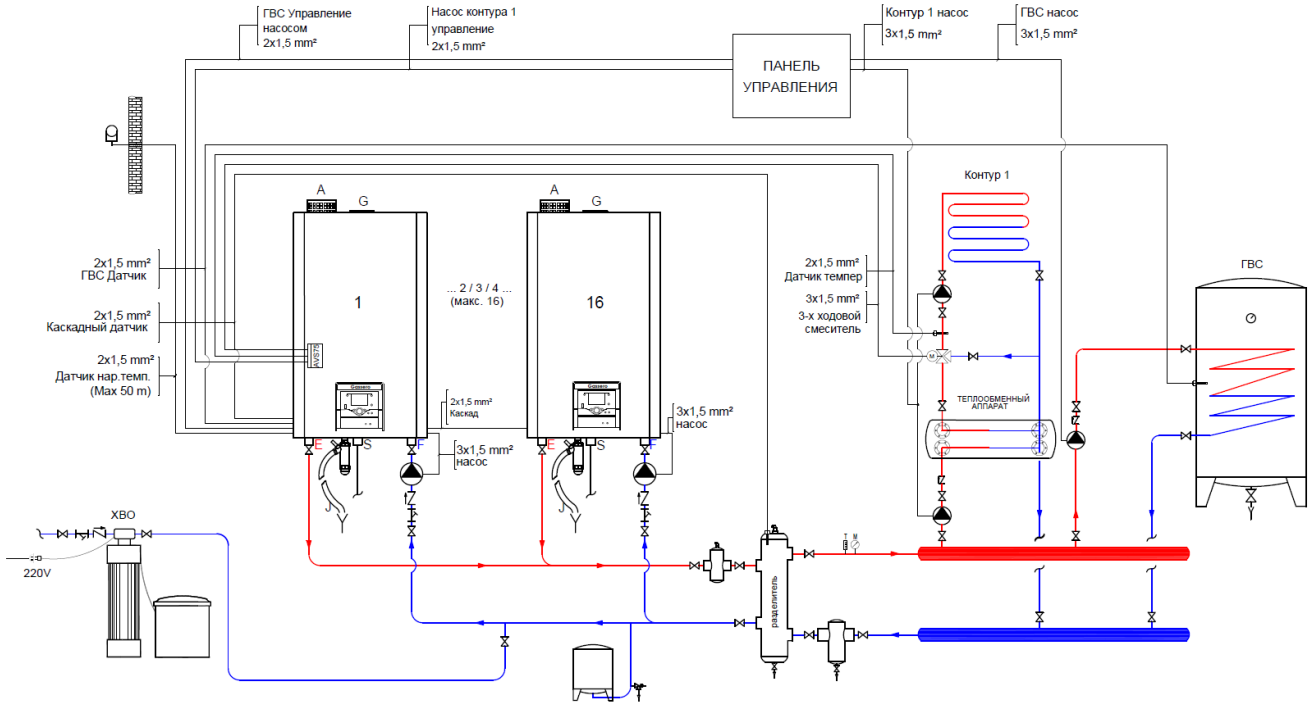 ГВС Управление
насосом
2x1,5 mm²
Насос контура 1
управление
2x1,5 mm²
ПАНЕЛЬ
УПРАВЛЕНИЯ
Контур 1 насос
3x1,5 mm²
ГВС насос
3x1,5 mm²
A
G
A
G
Контур 1
2x1,5 mm²
ГВС Датчик
2x1,5 mm²
Каскадный датчик
2x1,5 mm²
Датчик нар.темп.
(Max 50 m)
1
... 2 / 3 / 4 ...
(макс. 16)
16
AVS75
2x1,5 mm²
Датчик темпер
3x1,5 mm²
3-х ходовой
смеситель
M
ГВС
ТЕПЛООБМЕННЫЙ
АППАРАТ
2x1,5 mm²
Каскад
3x1,5 mm²
насос
3x1,5 mm²
насос
E
S
F
E
S
F
J
J
ХВО
220V
T
M
разделитель